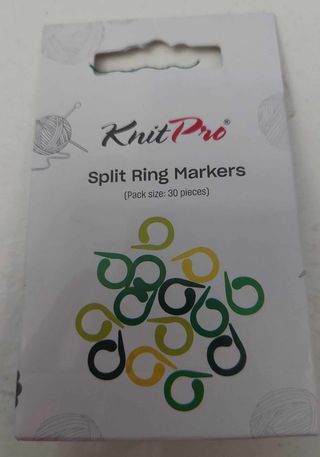 KnitPro®
Split Ring Markers
(Pack size: 30 pieces)